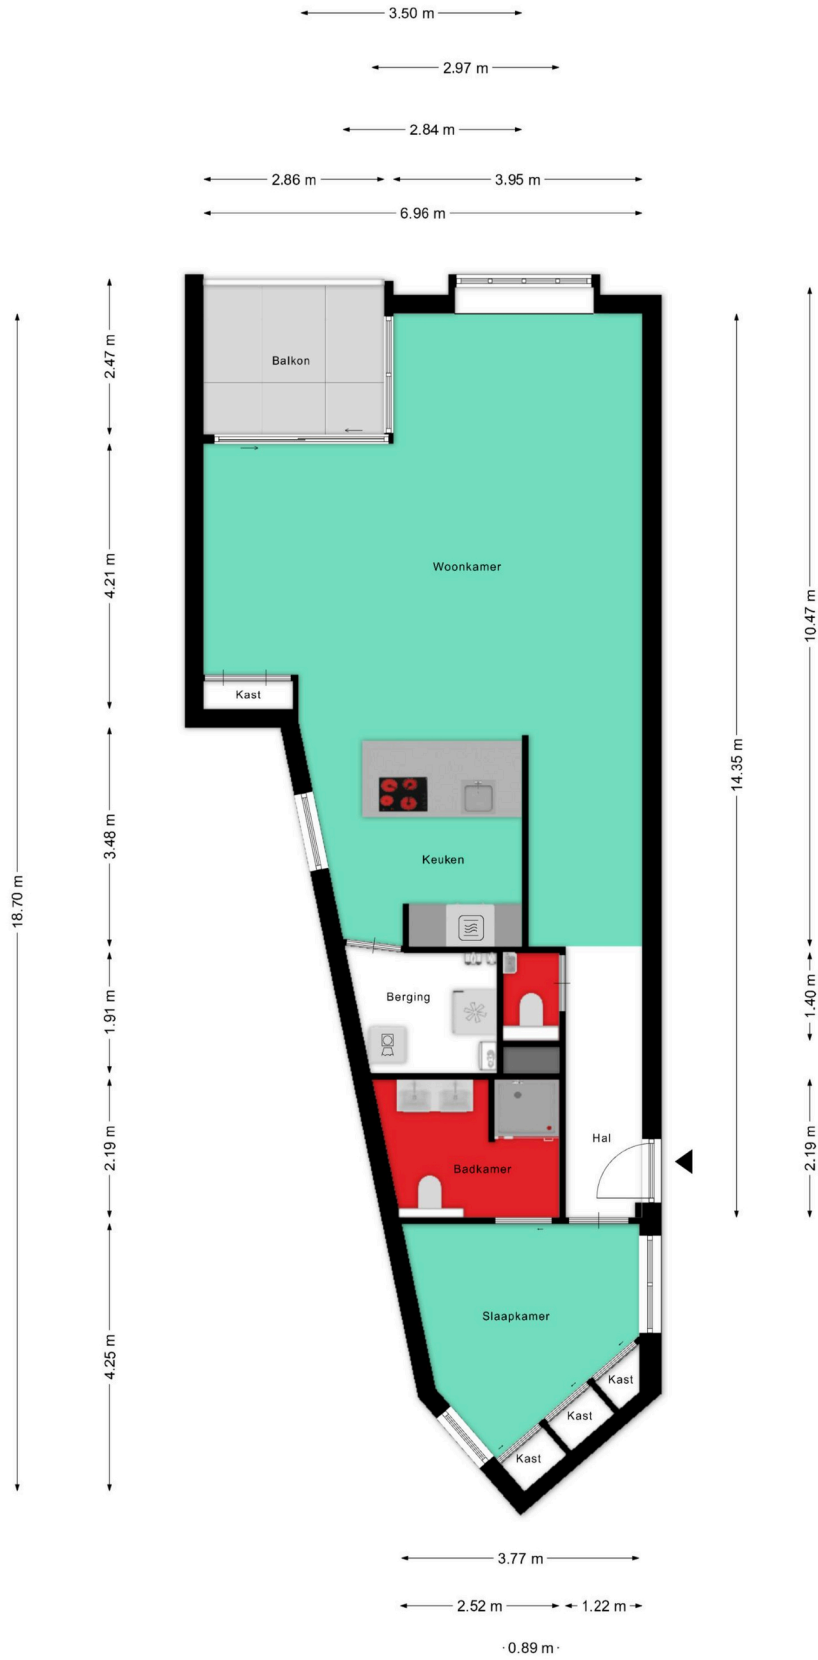 3.50 m
2.97 m
2.84 m
2.86 m
3.95 m
6.96 m
2.47 m
4.21 m
3.48 m
1.91 m
2.19 m
4.25 m
18.70 m
14.35 m
10.47 m
1.40 m
2.19 m
Balkon
Woonkamer
Kast
Keuken
Berging
Hal
Badkamer
Slaapkamer
Kast
Kast
Kast
3.77 m
2.52 m
1.22 m
0.89 m